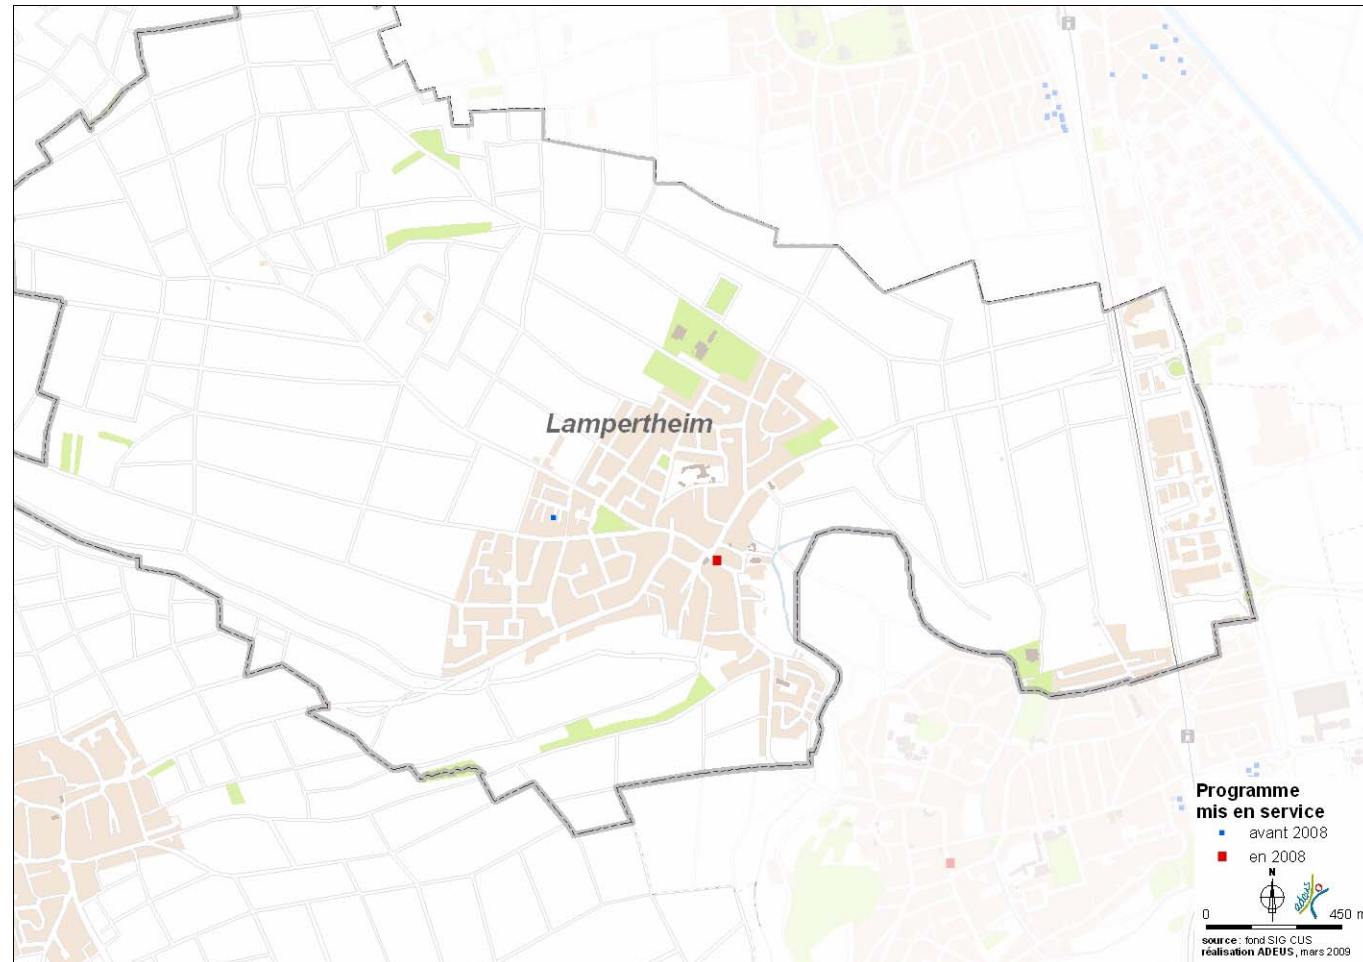 Lampertheim
Programme
mis en service
avant 2008
en 2008
N
adeus
0 450 m
source : fond SIG CUS
réalisation ADEUS, mars 2009